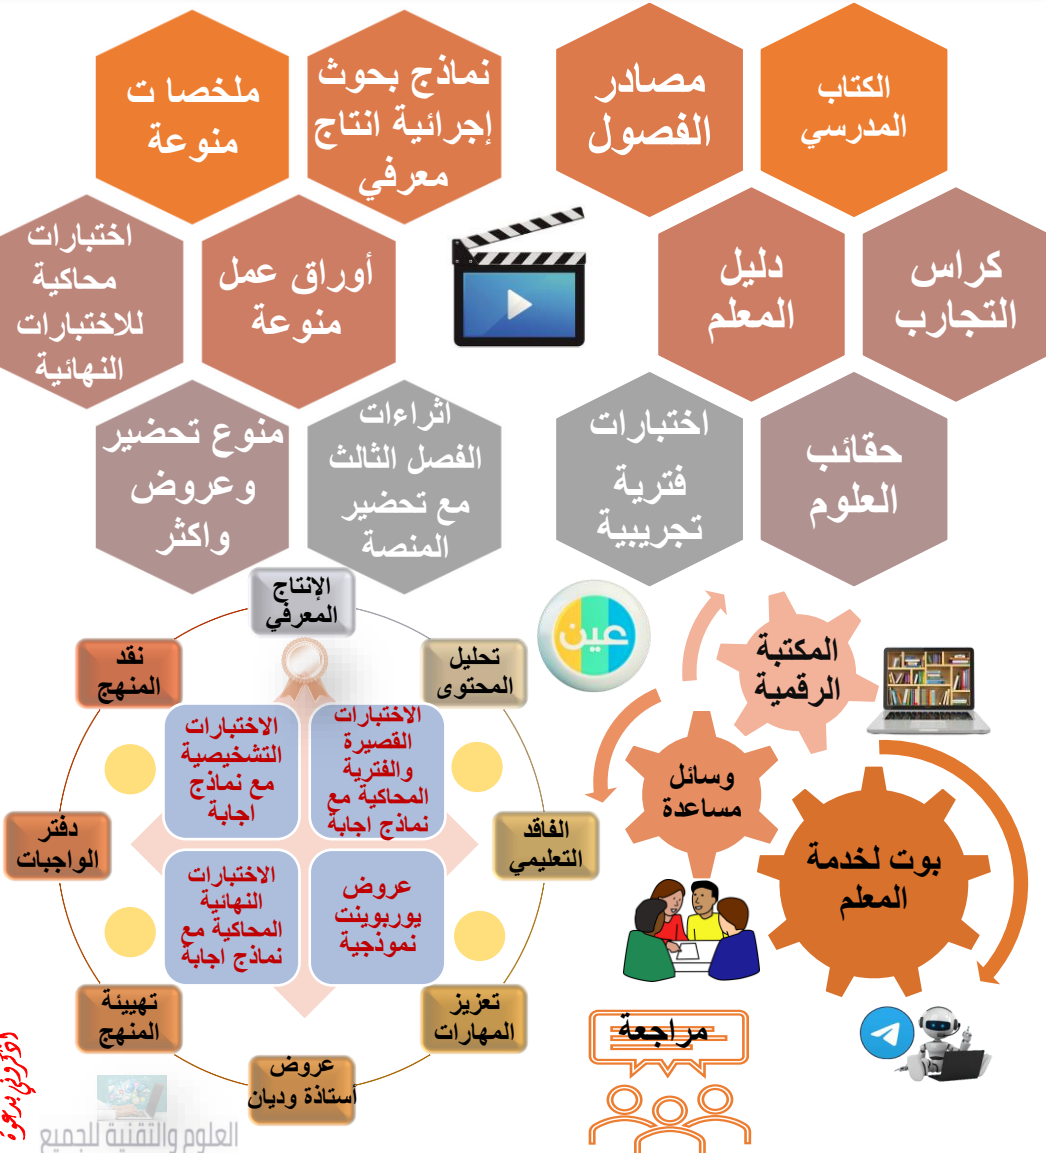 الكتاب
المدرسي
مصادر
الفصول
نماذج بحوث
إجرائية انتاج
معرفي
ملخصا ت
منوعة
كراس
التجارب
دليل
المعلم
أوراق عمل
منوعة
اختبارات
محاكية
للاختبارات
النهائية
حقائب
العلوم
اختبارات
فترية
تجريبية
اثراءات
الفصل الثالث
مع تحضير
المنصة
منوع تحضير
وعروض
واكثر
عين
المكتبة
الرقمية
وسائل
مساعدة
بوت لخدمة
المعلم
مراجعة
الإنتاج
المعرفي
تحليل
المحتوى
الفاقد
التعليمي
تعزيز
المهارات
عروض
أستاذة وديان
تهييئة
المنهج
دفتر
الواجبات
نقد
المنهج
الاختبارات
القصيرة
والفترية
المحاكية مع
نماذج اجابة
الاختبارات
التشخيصية
مع نماذج
اجابة
عروض
بوربوينت
نموذجية
الاختبارات
النهائية
المحاكية مع
نماذج اجابة
اذكروني بدعوة
العلوم والتقنية للجميع